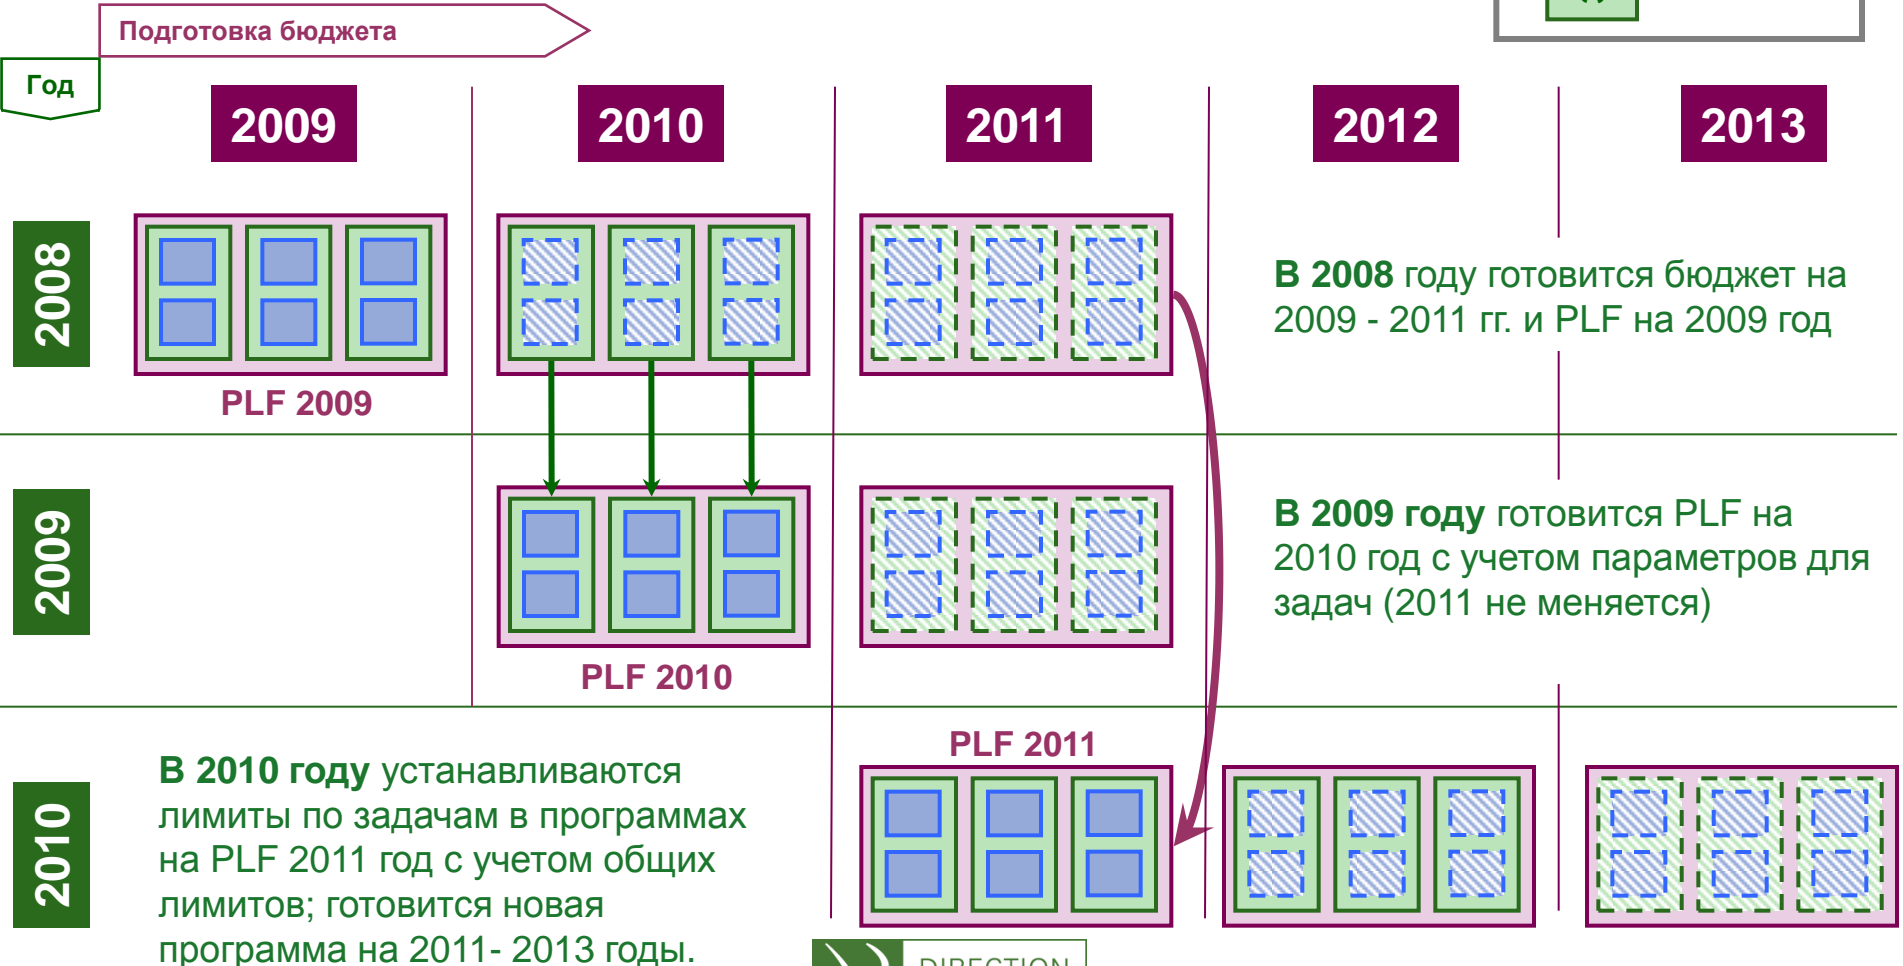 Подготовка бюджета
Год
2009
2010
2011
2012
2013
2008
В 2008 году готовится бюджет на
2009 - 2011 гг. и PLF на 2009 год
PLF 2009
2009
В 2009 году готовится PLF на
2010 год с учетом параметров для
задач (2011 не меняется)
PLF 2010
2010
PLF 2011
В 2010 году устанавливаются
лимиты по задачам в программах
на PLF 2011 год с учетом общих
лимитов; готовится новая
программа на 2011- 2013 годы.
DIRECTION